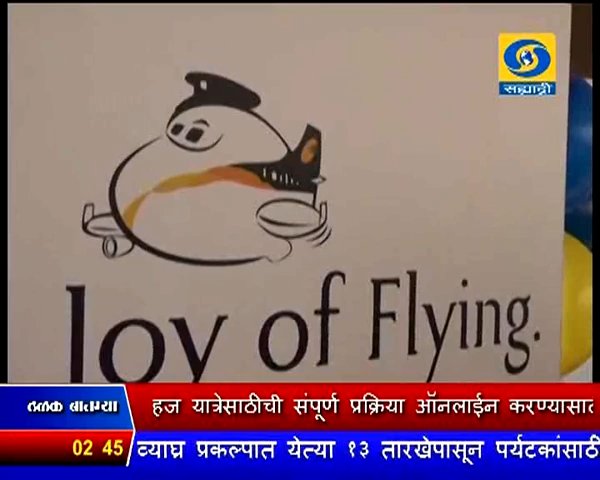 सह्याद्री
Joy of Flying.
ठळक बातम्या
हज यात्रेसाठीची संपूर्ण प्रक्रिया ऑनलाईन करण्यासाठ
02 45
व्याघ्र प्रकल्पात येत्या १३ तारखेपासून पर्यटकांसाठी